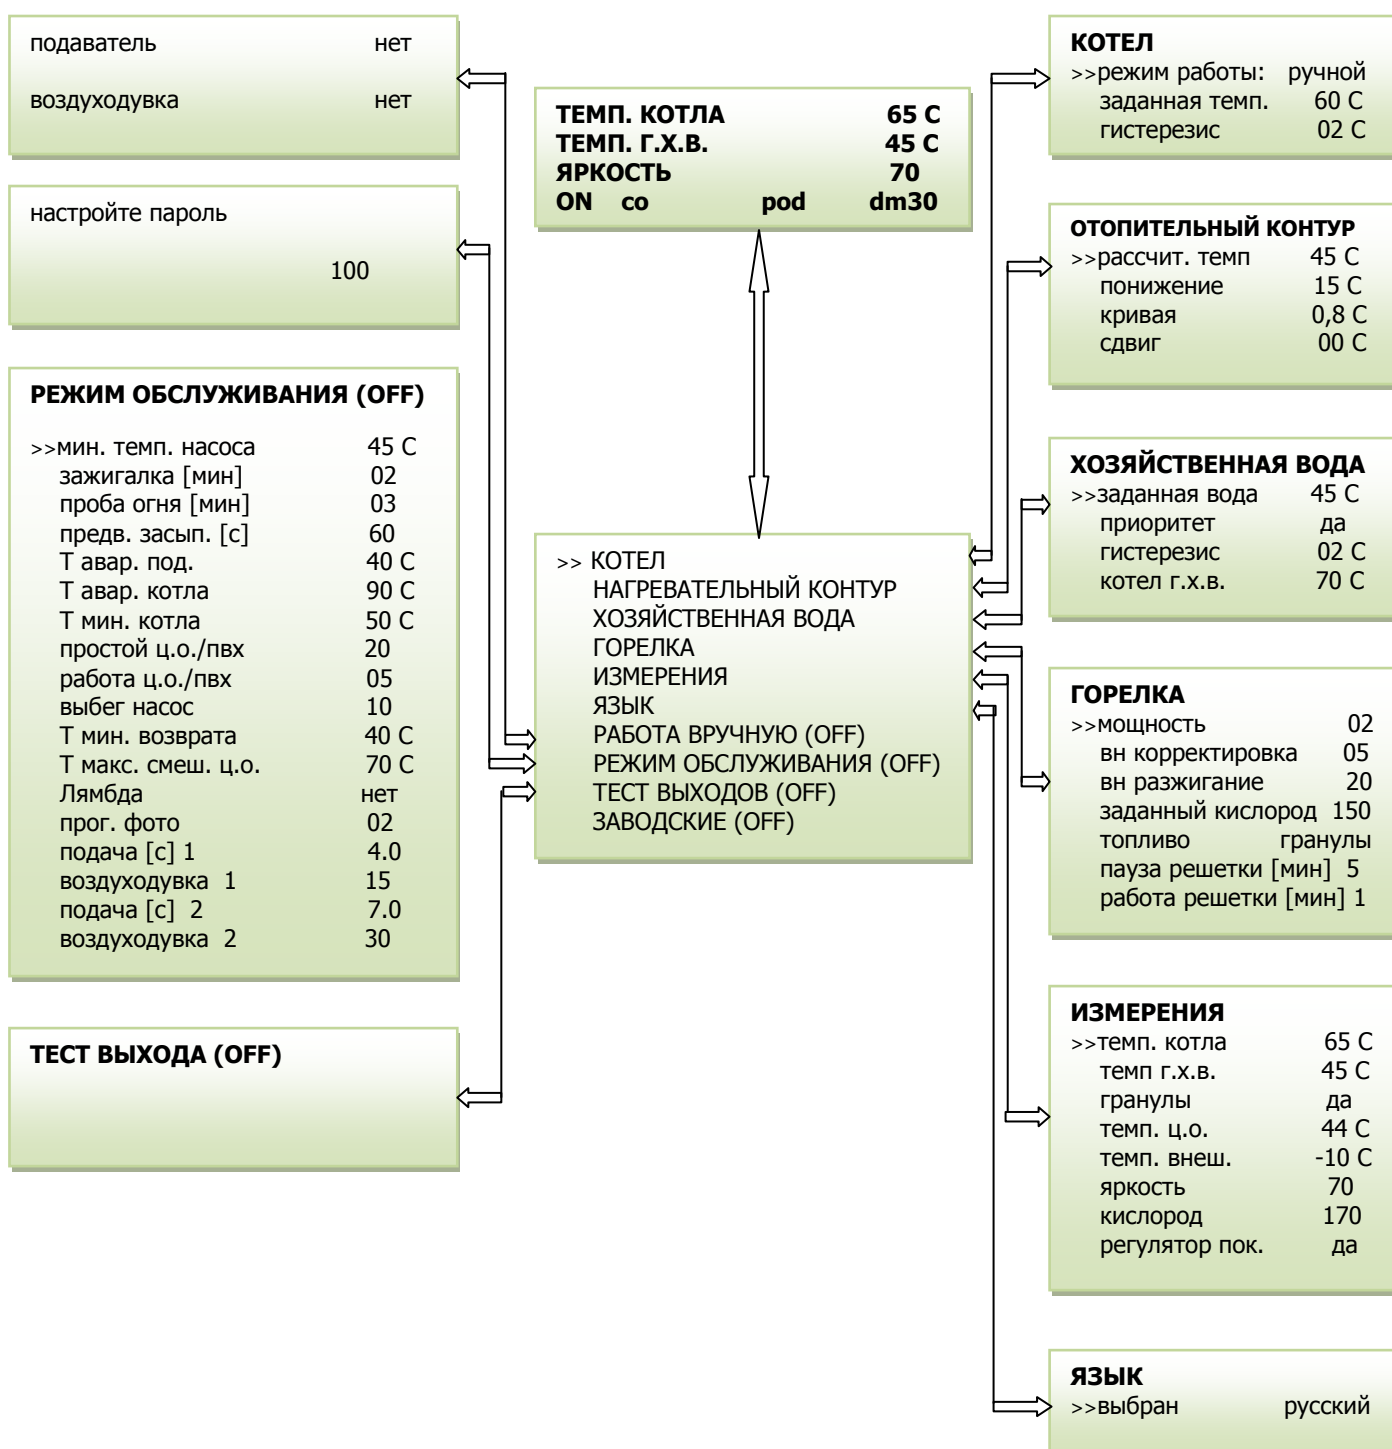 подаватель нет
воздуходувка нет
настройте пароль
100
РЕЖИМ ОБСЛУЖИВАНИЯ (OFF)
>>мин. темп. насоса 45 С
зажигалка [мин] 02
проба огня [мин] 03
предв. засып. [с] 60
Т авар. под. 40 С
Т авар. котла 90 С
Т мин. котла 50 С
простой ц.о./пвх 20
работа ц.о./пвх 05
выбег насос 10
Т мин. возврата 40 С
Т макс. смеш. ц.о. 70 С
Лямбда нет
прог. фото 02
подача [с] 1 4.0
воздуходувка 1 15
подача [с] 2 7.0
воздуходувка 2 30
ТЕСТ ВЫХОДА (OFF)
ТЕМП. КОТЛА 65 С
ТЕМП. Г.Х.В. 45 С
ЯРКОСТЬ 70
ON co pod dm30
>> КОТЕЛ
НАГРЕВАТЕЛЬНЫЙ КОНТУР
ХОЗЯЙСТВЕННАЯ ВОДА
ГОРЕЛКА
ИЗМЕРЕНИЯ
ЯЗЫК
РАБОТА ВРУЧНУЮ (OFF)
РЕЖИМ ОБСЛУЖИВАНИЯ (OFF)
ТЕСТ ВЫХОДОВ (OFF)
ЗАВОДСКИЕ (OFF)
КОТЕЛ
>>режим работы: ручной
заданная темп. 60 С
гистерезис 02 С
ОТОПИТЕЛЬНЫЙ КОНТУР
>>рассчит. темп 45 С
понижение 15 С
кривая 0,8 С
сдвиг 00 С
ХОЗЯЙСТВЕННАЯ ВОДА
>>заданная вода 45 С
приоритет да
гистерезис 02 С
котел г.х.в. 70 С
ГОРЕЛКА
>>мощность 02
вн корректировка 05
вн разжигание 20
заданный кислород 150
топливо гранулы
пауза решетки [мин] 5
работа решетки [мин] 1
ИЗМЕРЕНИЯ
>>темп. котла 65 С
темп г.х.в. 45 С
гранулы да
темп. ц.о. 44 С
темп. внеш. -10 С
яркость 70
кислород 170
регулятор пок. да
ЯЗЫК
>>выбран русский